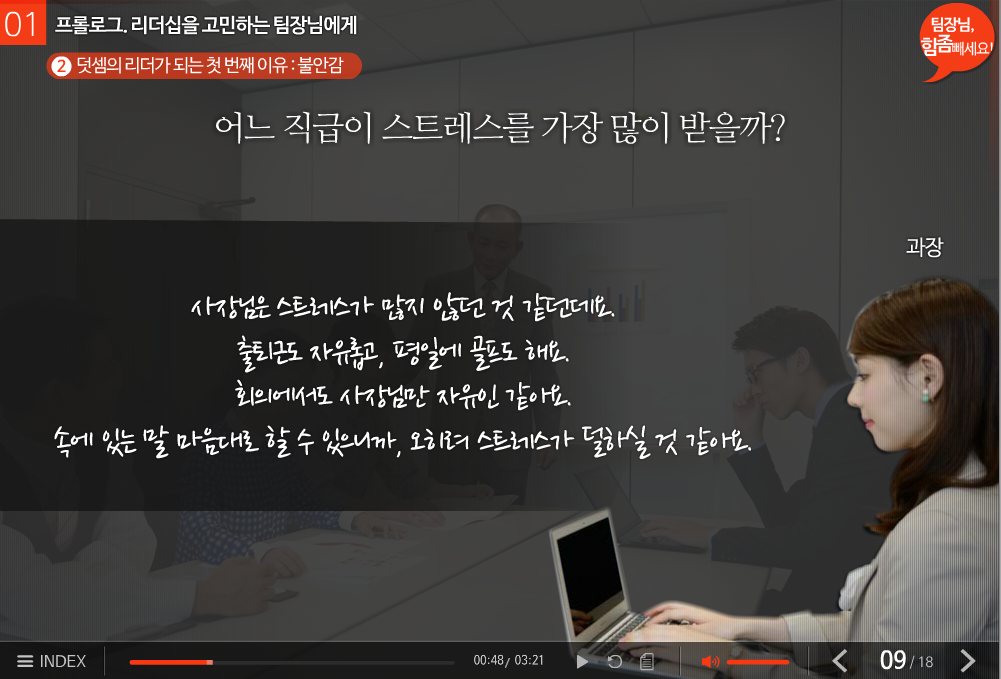 01 프롤로그. 리더십을 고민하는 팀장님에게
2 덧셈의 리더가 되는 첫 번째 이유 : 불안감
팀장님,
힘좀빼세요!
어느 직급이 스트레스를 가장 많이 받을까?
과장
사장님은 스트레스가 많지 않던 것 같던데요.
출퇴근도 자유롭고, 평일에 골프도 해요.
회의에서도 사장님만 자유인 같아요.
속에 있는 말 마음대로 할 수 있으니까, 오히려 스트레스가 덜하실 것 같아요.
INDEX 00:48/ 03:21 09 / 18